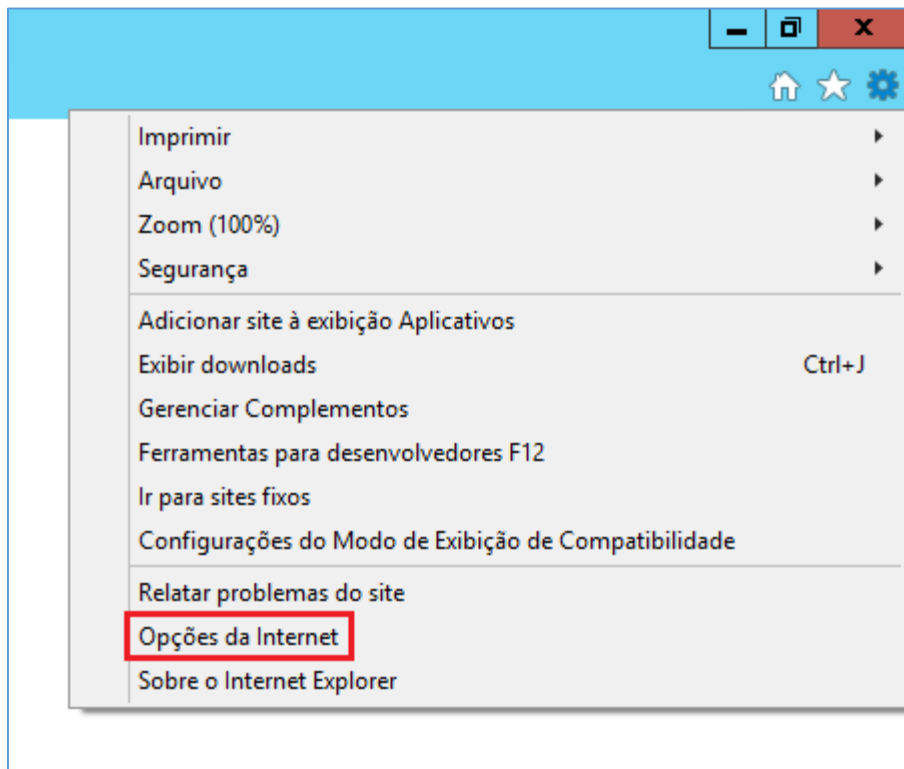 Imprimir
Arquivo
Zoom (100%)
Segurança
Adicionar site à exibição Aplicativos
Exibir downloads Ctrl+J
Gerenciar Complementos
Ferramentas para desenvolvedores F12
Ir para sites fixos
Configurações do Modo de Exibição de Compatibilidade
Relatar problemas do site
Opções da Internet
Sobre o Internet Explorer